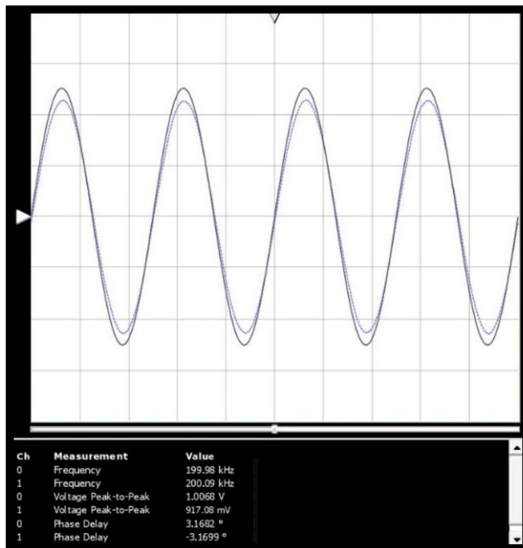 Ch Measurement Value
0 Frequency 199.98 kHz
1 Frequency 200.09 kHz
0 Voltage Peak-to-Peak 1.0068 V
1 Voltage Peak-to-Peak 917.08 mV
0 Phase Delay 3.1682 °
1 Phase Delay -3.1699 °